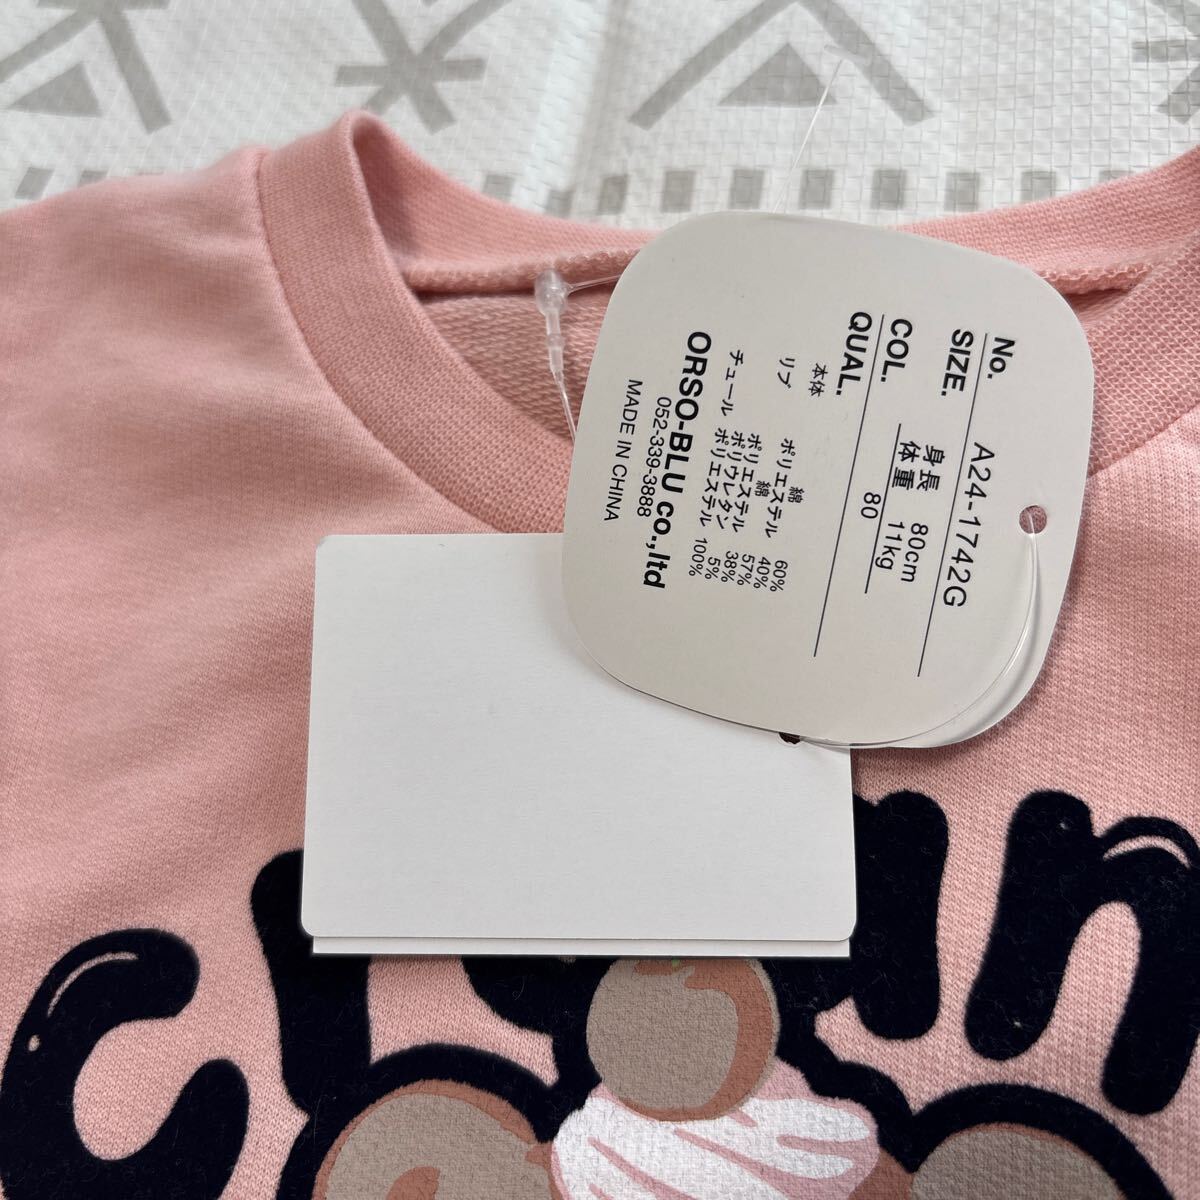 No. A24-1742G
SIZE. 身長 80cm
体重 11kg
COL. 80
QUAL.
本体 綿 60%
ポリエステル 40%
リブ 綿 57%
ポリエステル 38%
ポリウレタン 5%
チュール ポリエステル 100%
ORSO-BLU co.,ltd
052-339-3888
MADE IN CHINA